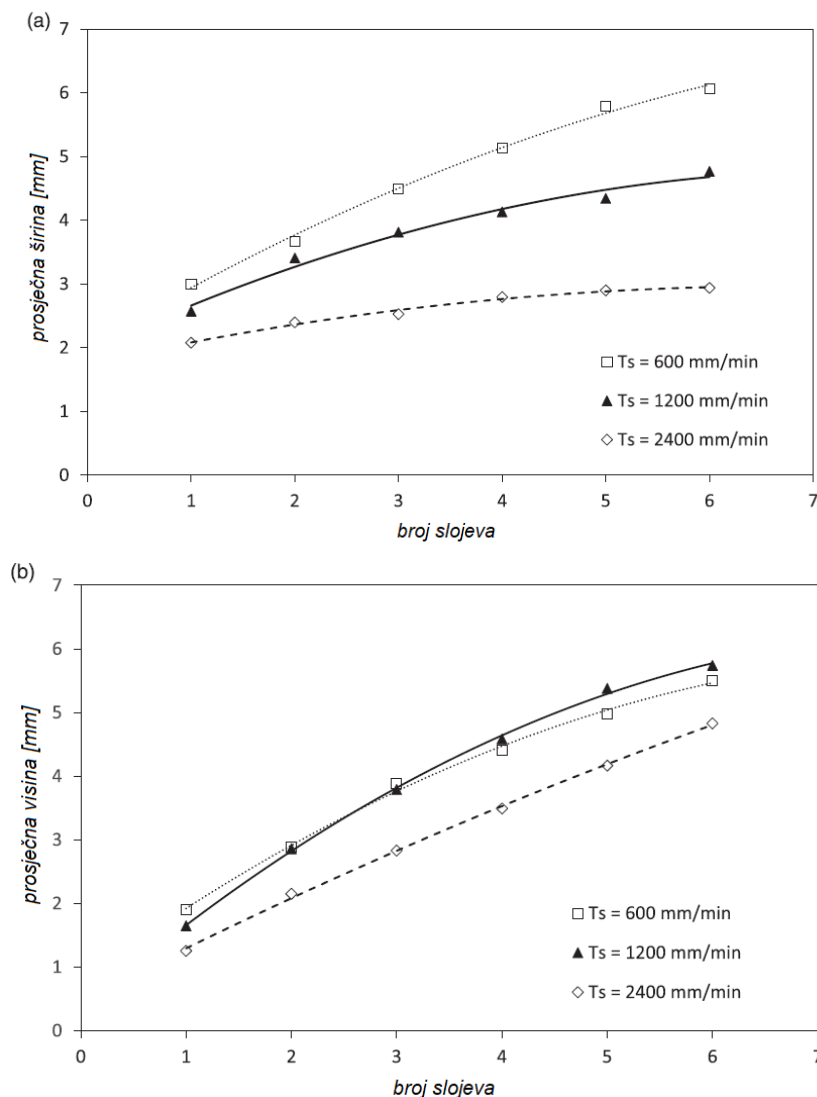 (a)
7
6
5
4
3
2
1
0
prosječna širina [mm]
Ts = 600 mm/min
Ts = 1200 mm/min
Ts = 2400 mm/min
0 1 2 3 4 5 6 7
broj slojeva
(b)
7
6
5
4
3
2
1
0
prosječna visina [mm]
Ts = 600 mm/min
Ts = 1200 mm/min
Ts = 2400 mm/min
0 1 2 3 4 5 6 7
broj slojeva